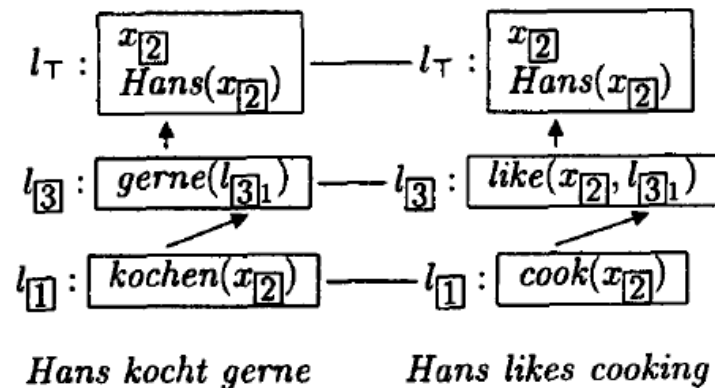 x2 x2
l⊤ : Hans(x2) l⊤ : Hans(x2)
l3 : gerne(l31) l3 : like(x2, l31)
l1 : kochen(x2) l1 : cook(x2)
Hans kocht gerne Hans likes cooking